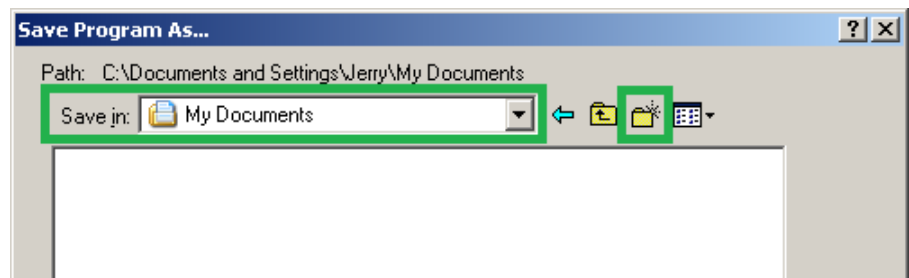 Save Program As...
Path: C:\Documents and Settings\Jerry\My Documents
Save in: My Documents